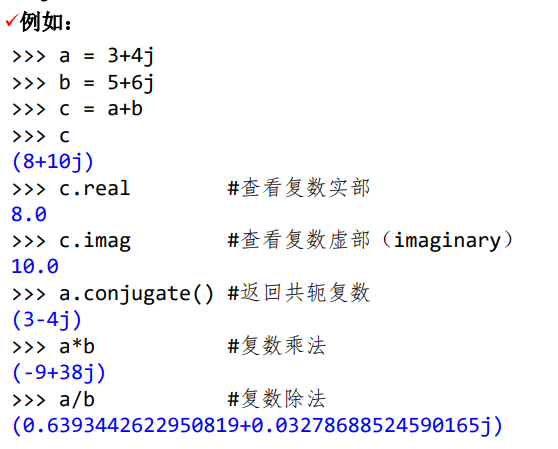 ✓例如：
>>> a = 3+4j
>>> b = 5+6j
>>> c = a+b
>>> c
(8+10j)
>>> c.real        #查看复数实部
8.0
>>> c.imag        #查看复数虚部（imaginary）
10.0
>>> a.conjugate() #返回共轭复数
(3-4j)
>>> a*b           #复数乘法
(-9+38j)
>>> a/b           #复数除法
(0.6393442622950819+0.03278688524590165j)